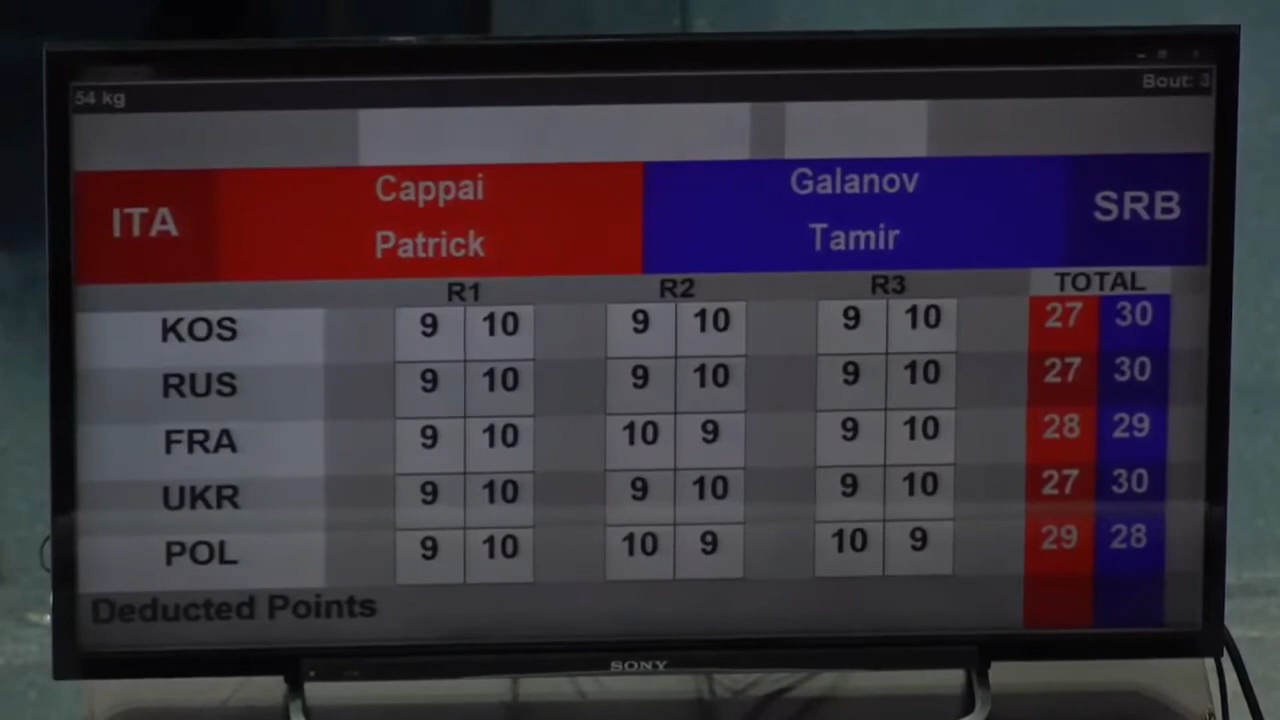 54 kg Bout: 3
ITA Cappai Patrick Galanov Tamir SRB
R1 R2 R3 TOTAL
KOS 9 10 9 10 9 10 27 30
RUS 9 10 9 10 9 10 27 30
FRA 9 10 10 9 9 10 28 29
UKR 9 10 9 10 9 10 27 30
POL 9 10 10 9 10 9 29 28
Deducted Points
SONY